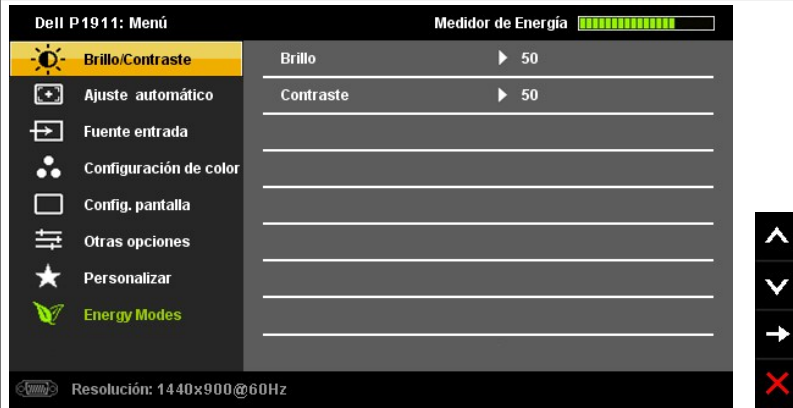 Dell P1911: Menú
Medidor de Energía
Brillo/Contraste
Brillo
50
Ajuste automático
Contraste
50
Fuente entrada
Configuración de color
Config. pantalla
Otras opciones
Personalizar
Energy Modes
Resolución: 1440x900@60Hz